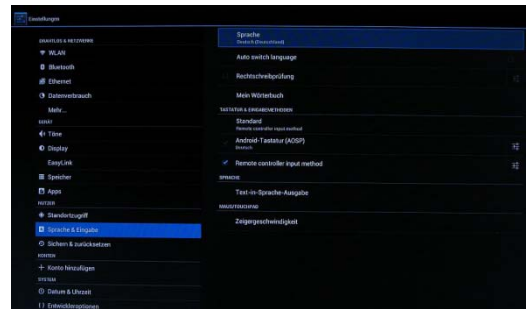 Einstellungen
DRAHTLOS & NETZWERKE
WLAN
Bluetooth
Ethernet
Datenverbrauch
Mehr...
GERÄT
Töne
Display
EasyLink
Speicher
Apps
NUTZER
Standortzugriff
Sprache & Eingabe
Sichern & zurücksetzen
KONTEN
+ Konto hinzufügen
SYSTEM
Datum & Uhrzeit
{ } Entwickleroptionen
Sprache
Deutsch (Deutschland)
Auto switch language
Rechtschreibprüfung
Mein Wörterbuch
TASTATUR & EINGABEMETHODEN
Standard
Remote controller input method
Android-Tastatur (AOSP)
Deutsch
Remote controller input method
SPRACHE
Text-in-Sprache-Ausgabe
MAUS/TOUCHPAD
Zeigergeschwindigkeit